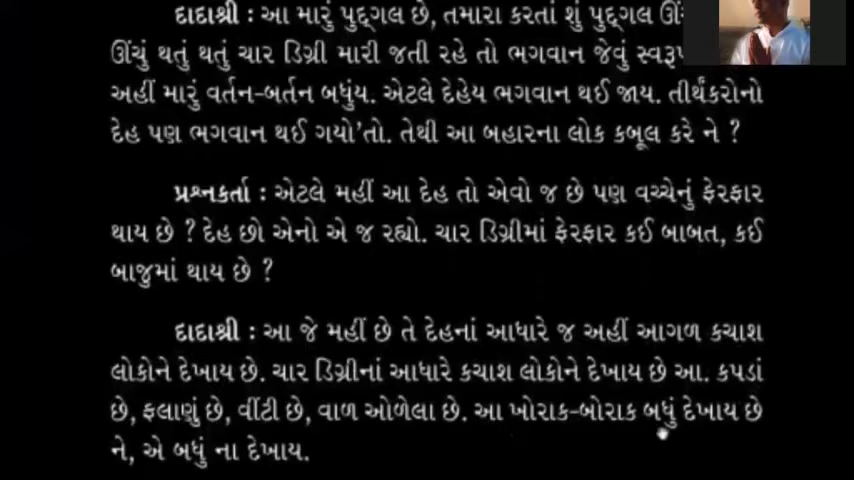 દાદાશ્રી : આ મારું પુદ્ગલ છે, તમારા કરતાં શું પુદ્ગલ
ઊંચું થતું થતું ચાર ડિગ્રી મારી જતી રહે તો ભગવાન જેવું
અહીં મારું વર્તન-બર્તન બધુંય. એટલે દેહેય ભગવાન થઈ જાય. તીર્થંકરોનો
દેહ પણ ભગવાન થઈ ગયો'તો. તેથી આ બહારના લોક કબૂલ કરે ને ?
પ્રશ્નકર્તા : એટલે મહીં આ દેહ તો એવો જ છે પણ વચ્ચેનું ફેરફાર
થાય છે ? દેહ છો એનો એ જ રહ્યો. ચાર ડિગ્રીમાં ફેરફાર કઈ બાબત, કઈ
બાજુમાં થાય છે ?
દાદાશ્રી : આ જે મહીં છે તે દેહનાં આધારે જ અહીં આગળ કચાશ
લોકોને દેખાય છે. ચાર ડિગ્રીનાં આધારે કચાશ લોકોને દેખાય છે આ. કપડાં
છે, ફલાણું છે, વીંટી છે, વાળ ઓળેલા છે. આ ખોરાક-બોરાક બધું દેખાય છે
ને, એ બધું ના દેખાય.